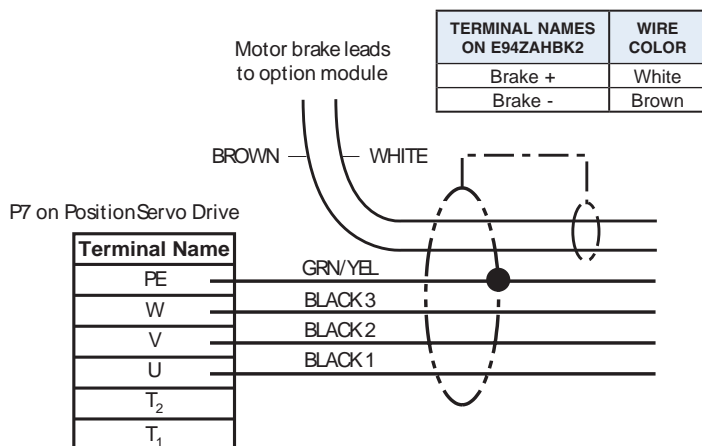 Motor brake leads
to option module
TERMINAL NAMES ON E94ZAHBK2 WIRE COLOR
Brake + White
Brake - Brown
BROWN WHITE
P7 on PositionServo Drive
Terminal Name
PE GRN/YEL
W BLACK 3
V BLACK 2
U BLACK 1
T2
T1